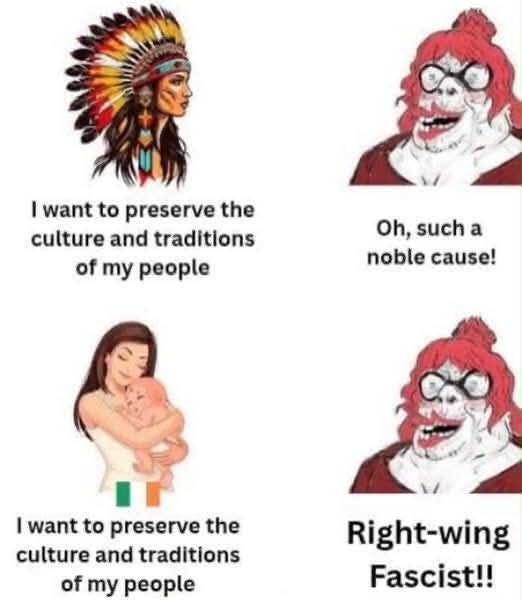 I want to preserve the
culture and traditions
of my people
Oh, such a
noble cause!
I want to preserve the
culture and traditions
of my people
Right-wing
Fascist!!